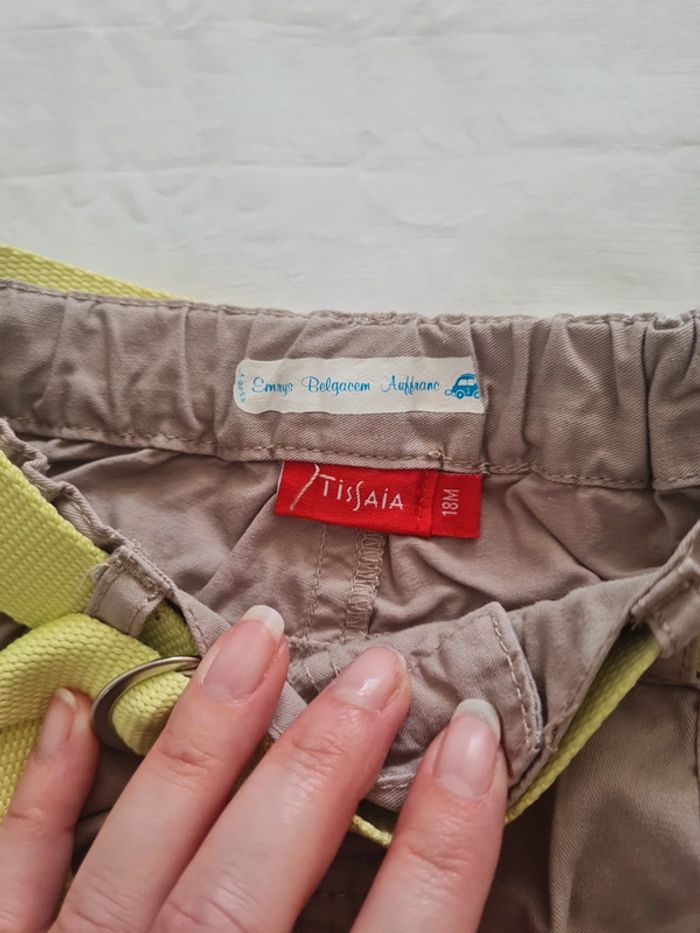 Emrys Belgacem Auffranc
TISSAIA
18M